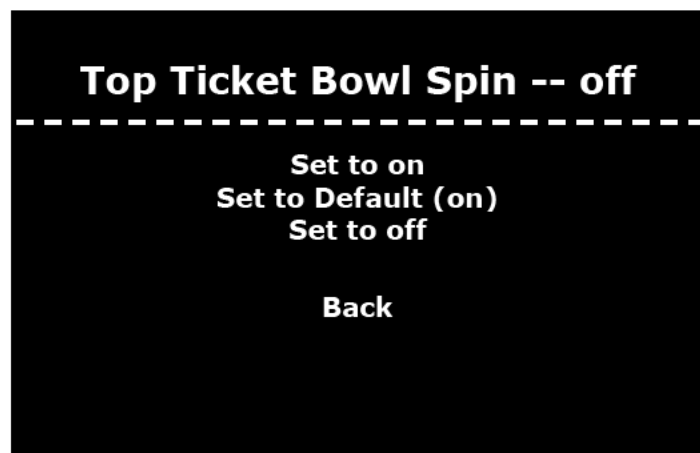 Top Ticket Bowl Spin -- off
Set to on
Set to Default (on)
Set to off
Back